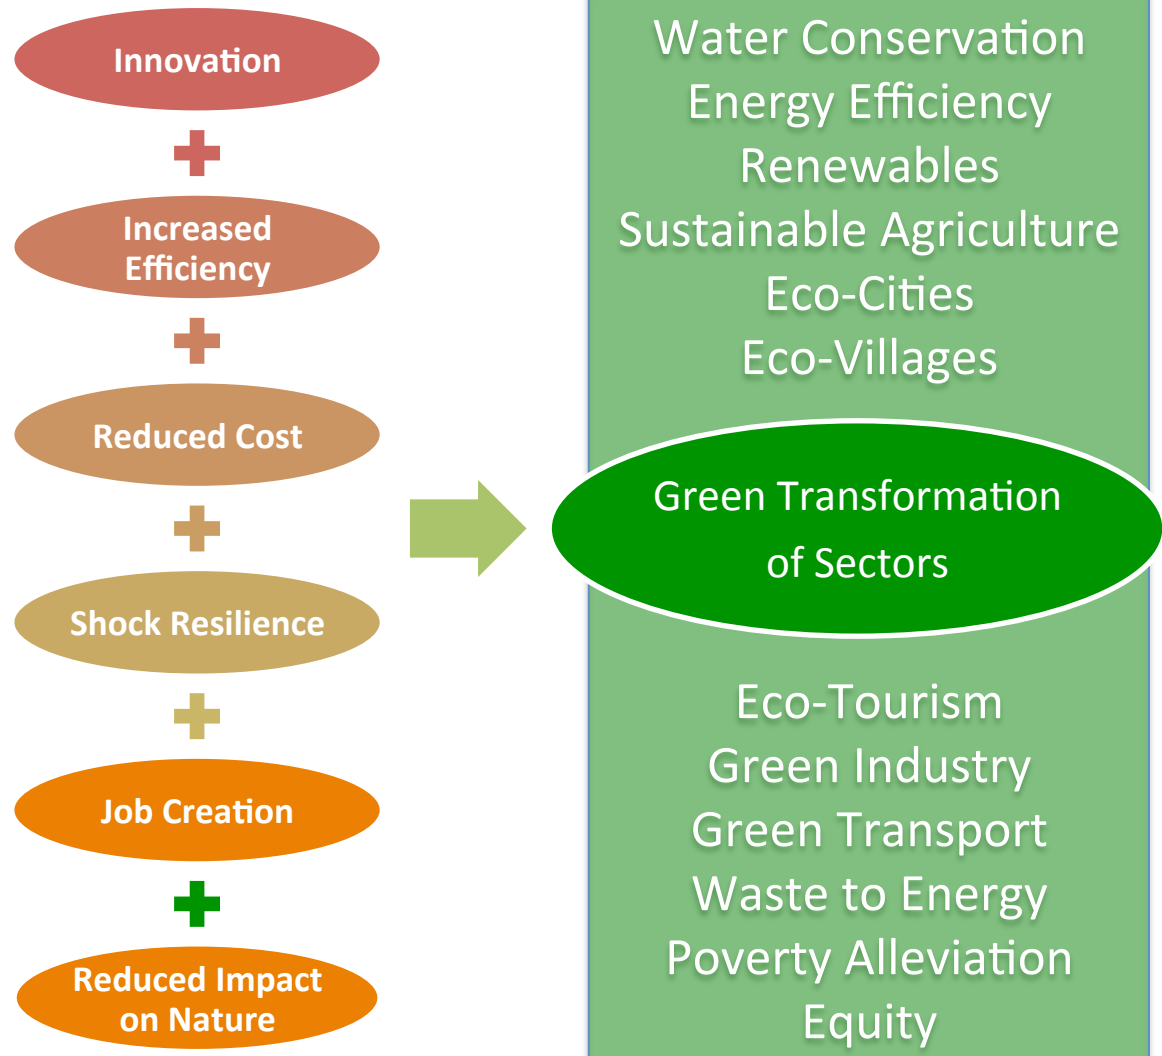 Innovation
Increased
Efficiency
Reduced Cost
Shock Resilience
Job Creation
Reduced Impact
on Nature
Water Conservation
Energy Efficiency
Renewables
Sustainable Agriculture
Eco-Cities
Eco-Villages
Green Transformation
of Sectors
Eco-Tourism
Green Industry
Green Transport
Waste to Energy
Poverty Alleviation
Equity